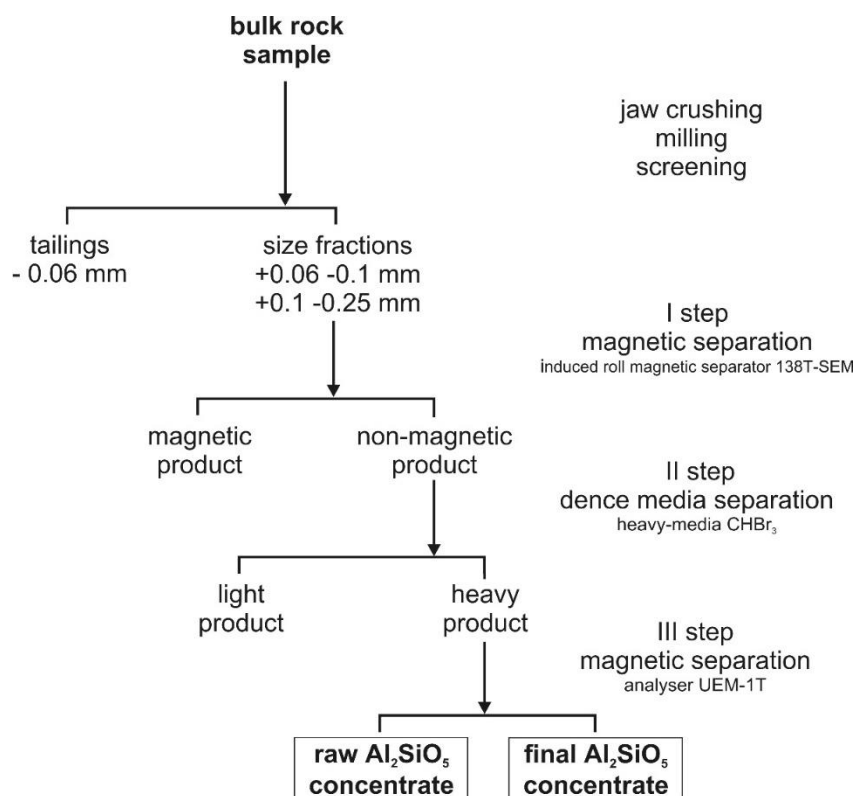 bulk rock
sample
jaw crushing
milling
screening
tailings
- 0.06 mm
size fractions
+0.06 -0.1 mm
+0.1 -0.25 mm
I step
magnetic separation
induced roll magnetic separator 138T-SEM
magnetic
product
non-magnetic
product
II step
dence media separation
heavy-media CHBr₃
light
product
heavy
product
III step
magnetic separation
analyser UEM-1T
raw Al₂SiO₅
concentrate
final Al₂SiO₅
concentrate